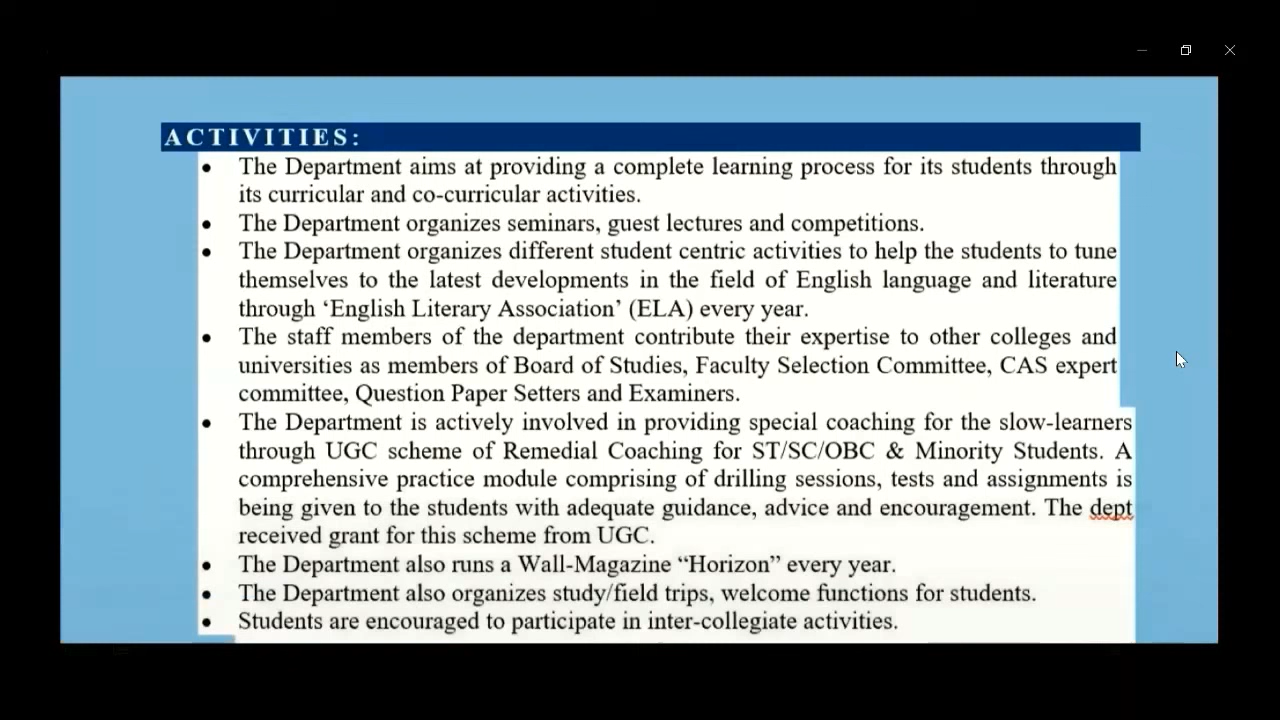 ACTIVITIES:
• The Department aims at providing a complete learning process for its students through
its curricular and co-curricular activities.
• The Department organizes seminars, guest lectures and competitions.
• The Department organizes different student centric activities to help the students to tune
themselves to the latest developments in the field of English language and literature
through ‘English Literary Association’ (ELA) every year.
• The staff members of the department contribute their expertise to other colleges and
universities as members of Board of Studies, Faculty Selection Committee, CAS expert
committee, Question Paper Setters and Examiners.
• The Department is actively involved in providing special coaching for the slow-learners
through UGC scheme of Remedial Coaching for ST/SC/OBC & Minority Students. A
comprehensive practice module comprising of drilling sessions, tests and assignments is
being given to the students with adequate guidance, advice and encouragement. The dept
received grant for this scheme from UGC.
• The Department also runs a Wall-Magazine “Horizon” every year.
• The Department also organizes study/field trips, welcome functions for students.
• Students are encouraged to participate in inter-collegiate activities.